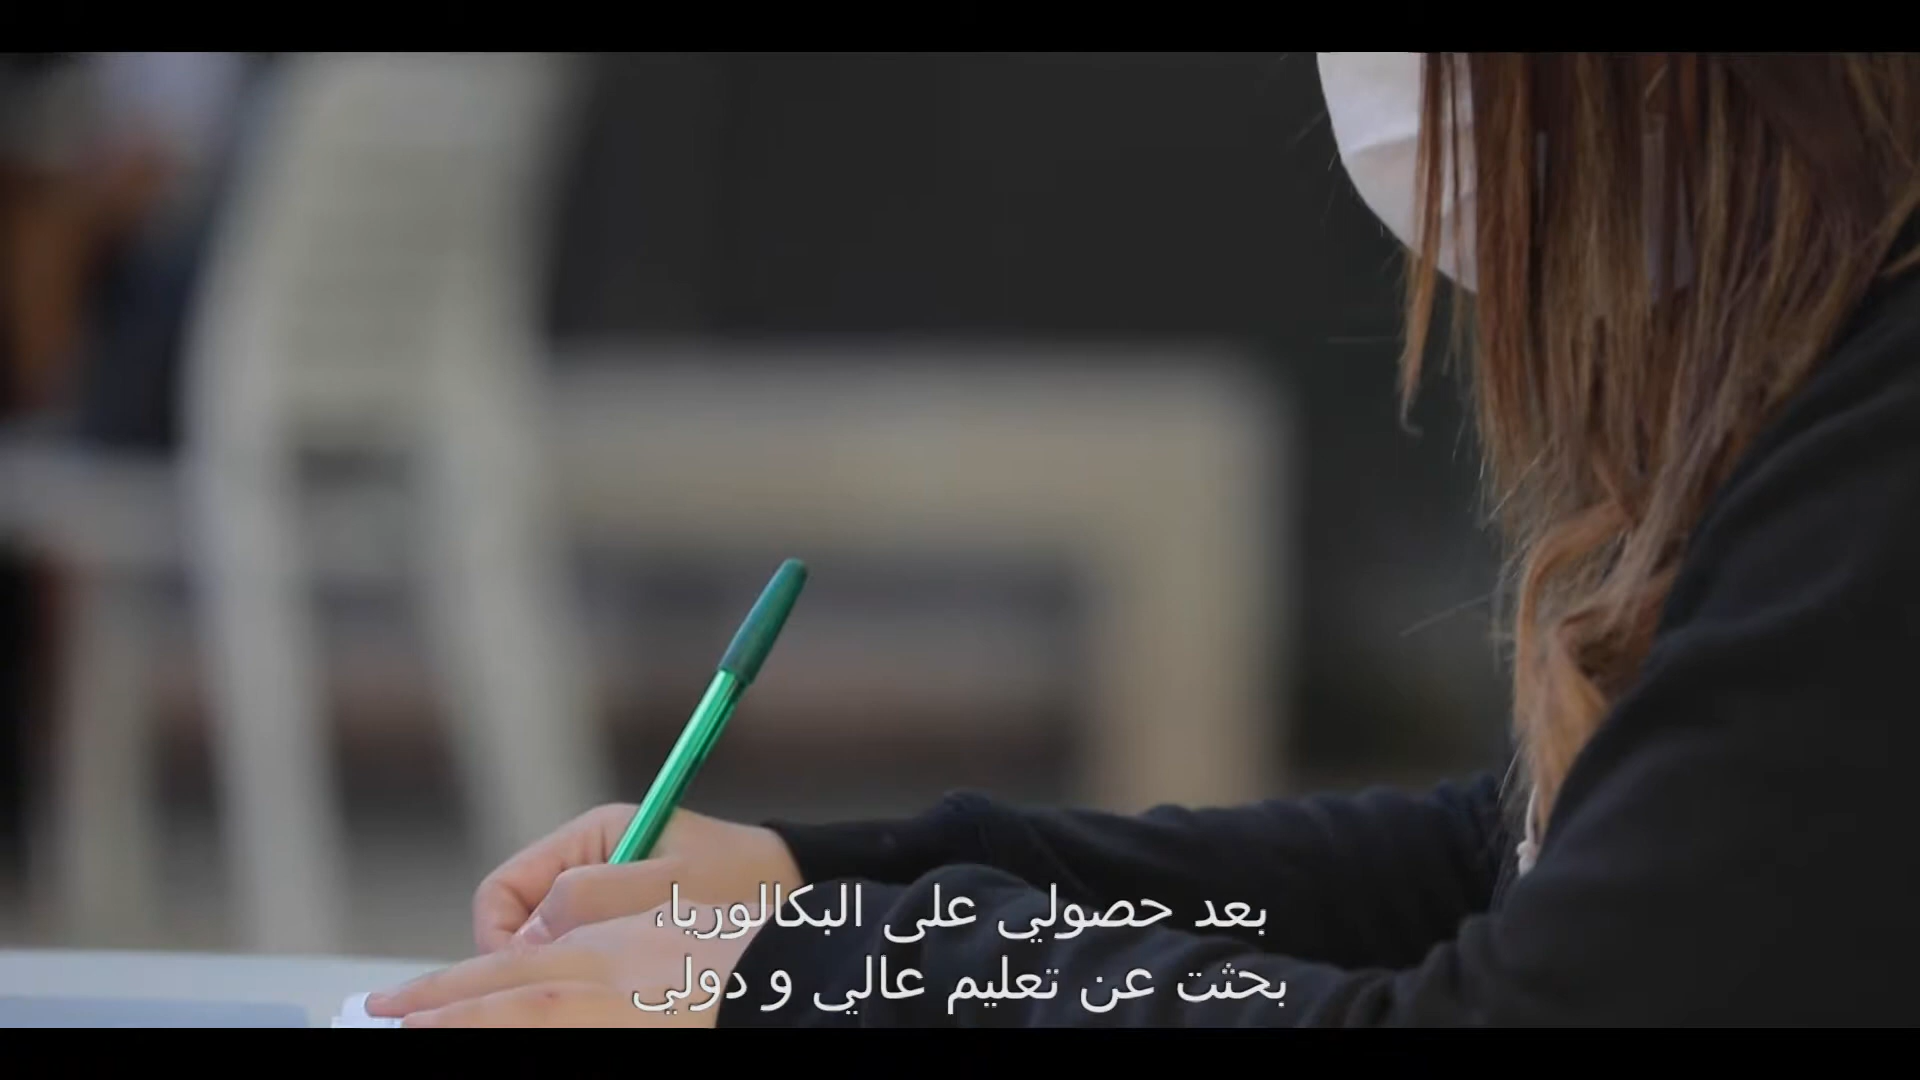 بعد حصولي على البكالوريا،
بحثت عن تعليم عالي و دولي